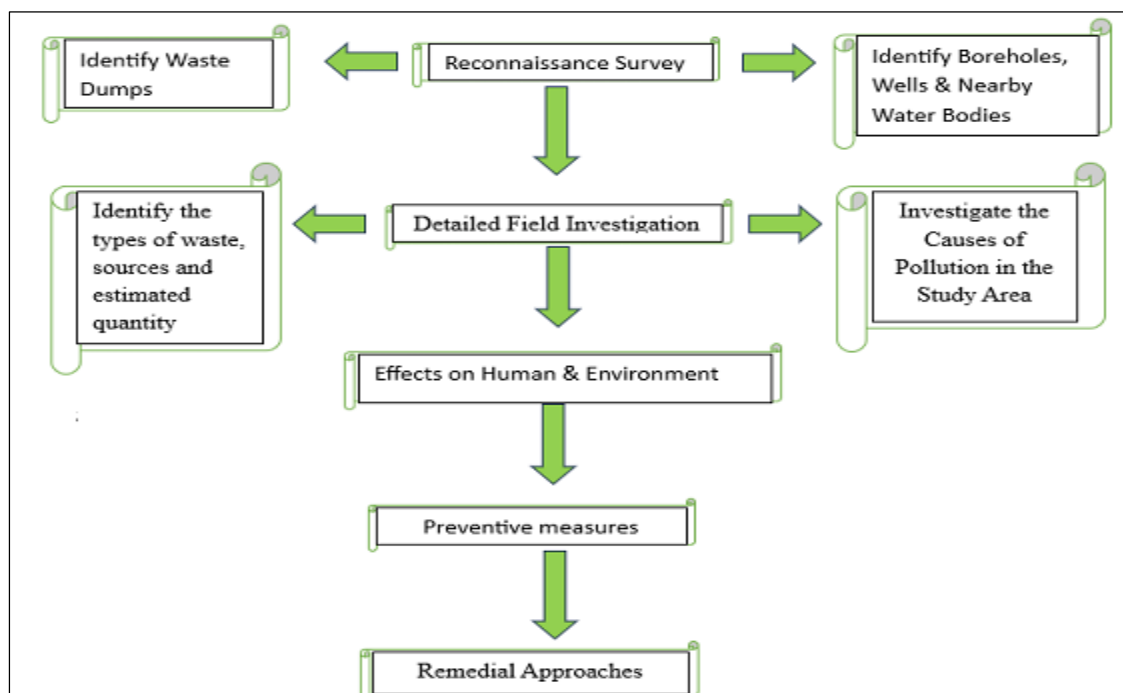 Identify Waste
Dumps
Reconnaissance Survey
Identify Boreholes,
Wells & Nearby
Water Bodies
Identify the
types of waste,
sources and
estimated
quantity
Detailed Field Investigation
Investigate the
Causes of
Pollution in the
Study Area
Effects on Human & Environment
;
Preventive measures
Remedial Approaches